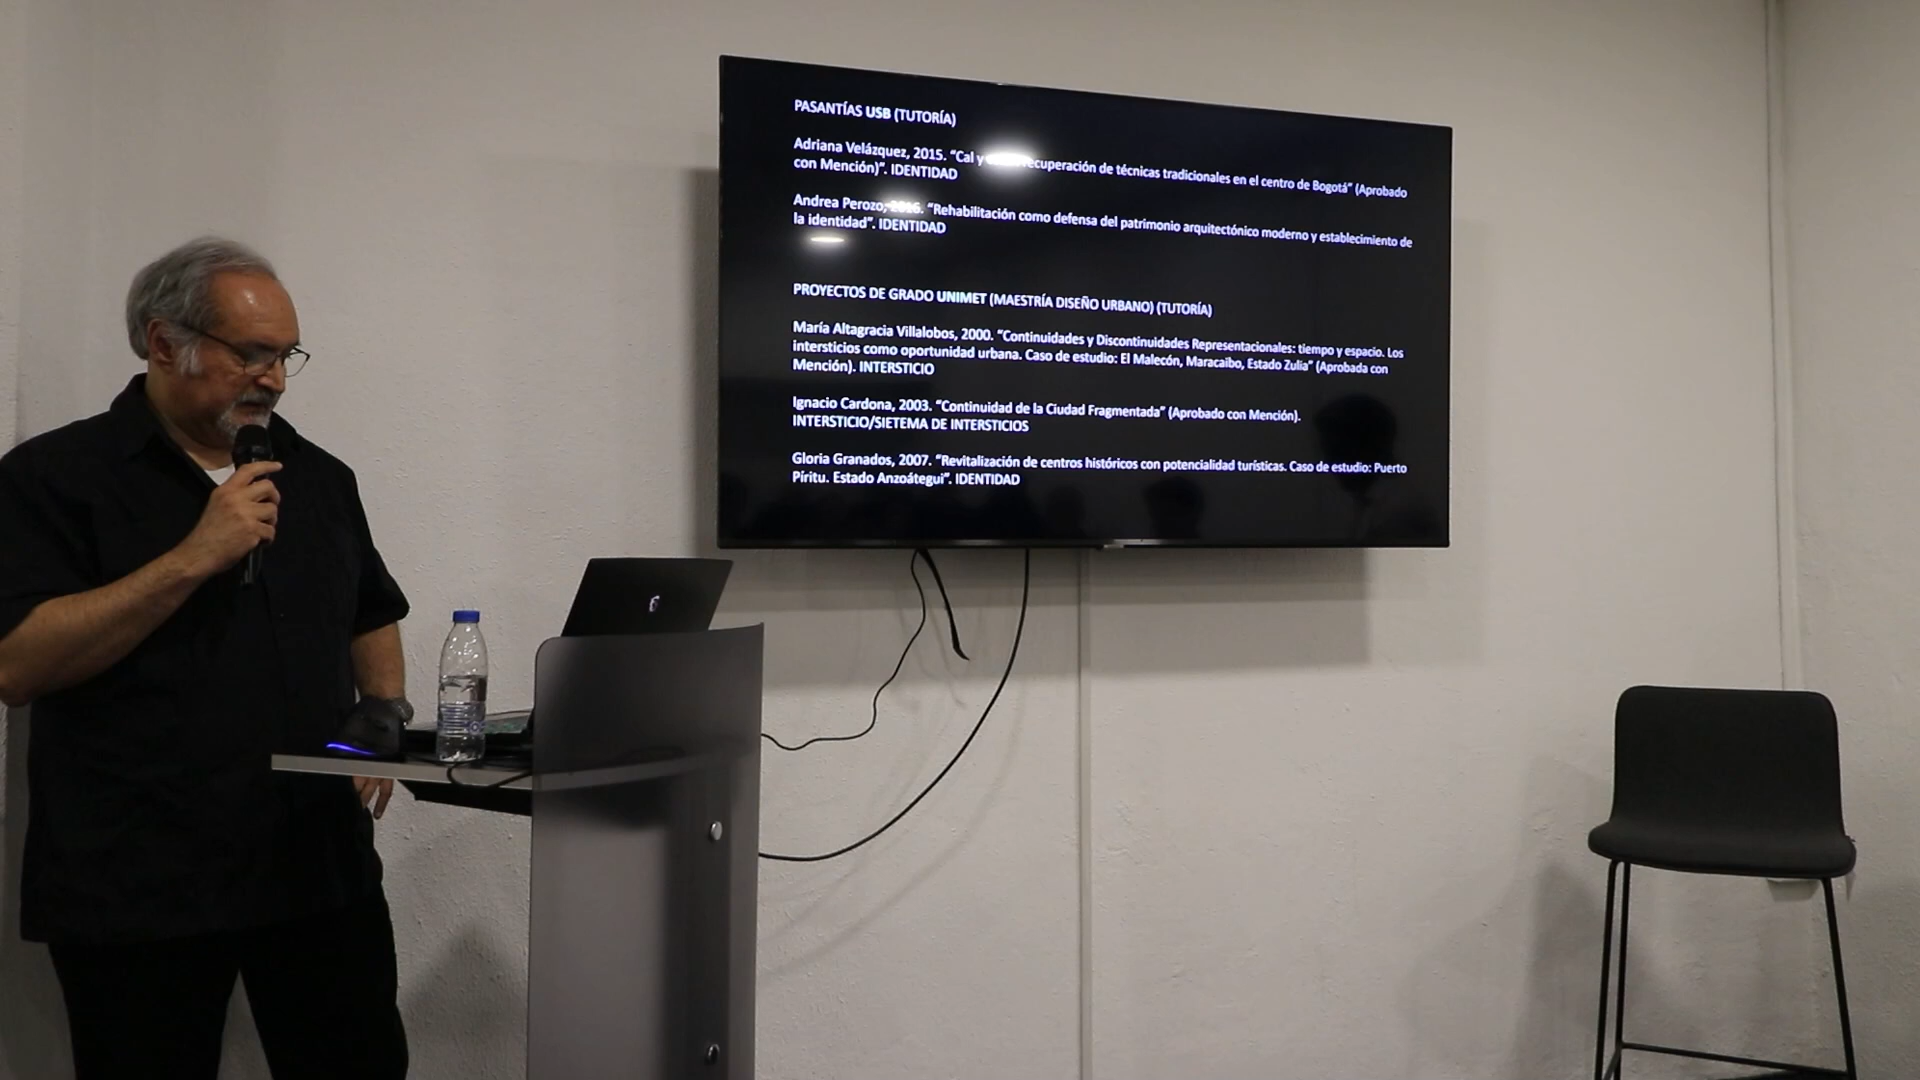 PASANTÍAS USB (TUTORÍA)
Adriana Velázquez, 2015. “Cal y recuperación de técnicas tradicionales en el centro de Bogotá” (Aprobado
con Mención)”. IDENTIDAD
Andrea Perozo, 2016. “Rehabilitación como defensa del patrimonio arquitectónico moderno y establecimiento de
la identidad”. IDENTIDAD
PROYECTOS DE GRADO UNIMET (MAESTRÍA DISEÑO URBANO) (TUTORÍA)
María Altagracia Villalobos, 2000. “Continuidades y Discontinuidades Representacionales: tiempo y espacio. Los
intersticios como oportunidad urbana. Caso de estudio: El Malecón, Maracaibo, Estado Zulia” (Aprobada con
Mención). INTERSTICIO
Ignacio Cardona, 2003. “Continuidad de la Ciudad Fragmentada” (Aprobado con Mención).
INTERSTICIO/SIETEMA DE INTERSTICIOS
Gloria Granados, 2007. “Revitalización de centros históricos con potencialidad turísticas. Caso de estudio: Puerto
Píritu. Estado Anzoátegui”. IDENTIDAD